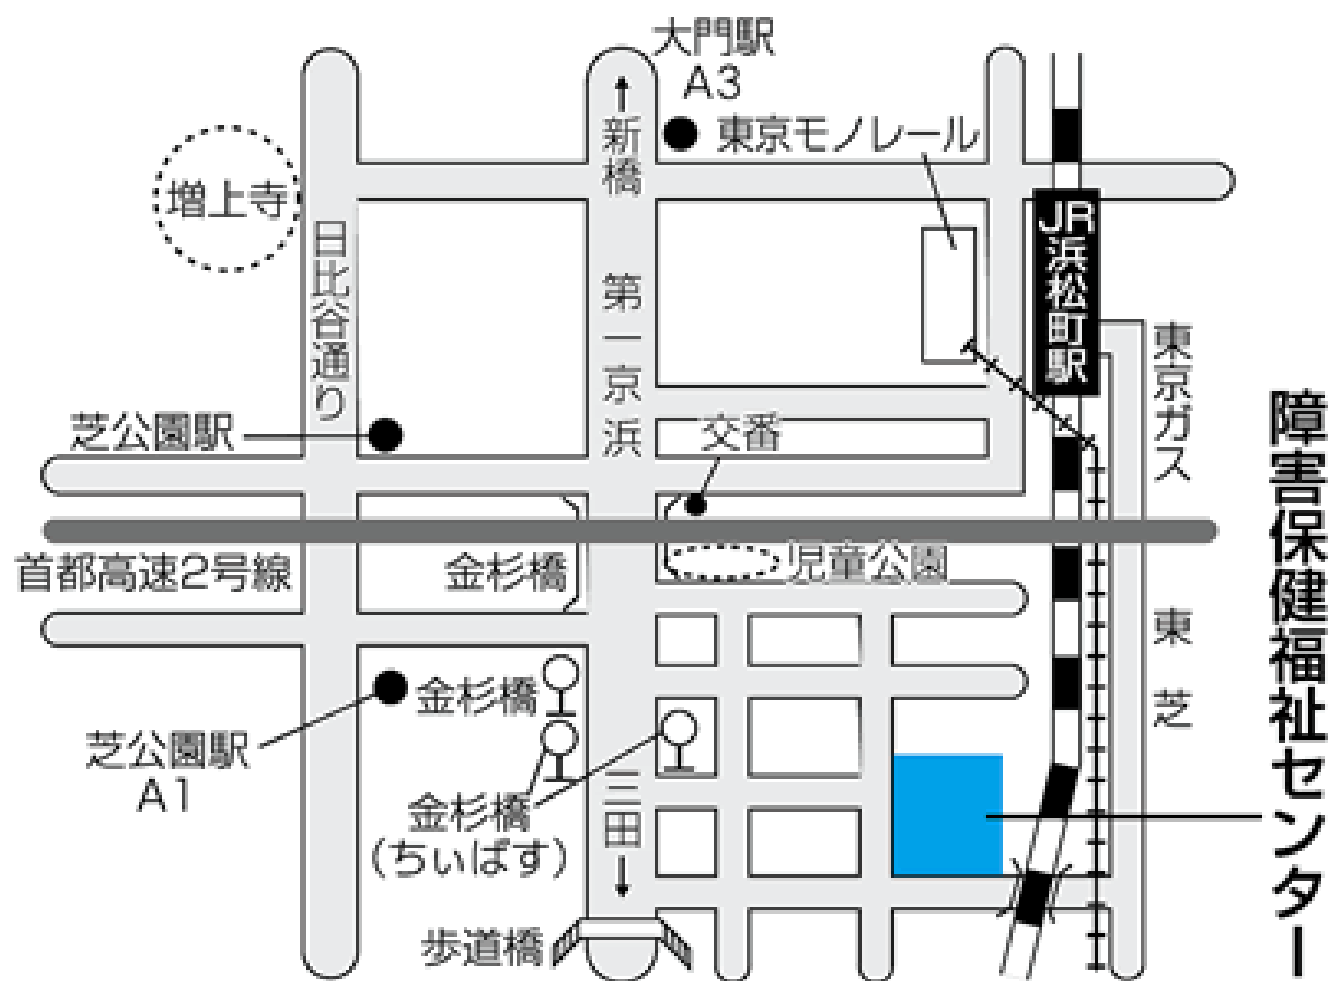 大門駅
A3
東京モノレール
↑新橋
増上寺
日比谷通り
第一京浜
JR浜松町駅
東京ガス
芝公園駅
交番
首都高速2号線
金杉橋
児童公園
東芝
金杉橋
芝公園駅
A1
金杉橋
(ちぃばす)
三田↓
歩道橋
障害保健福祉センター